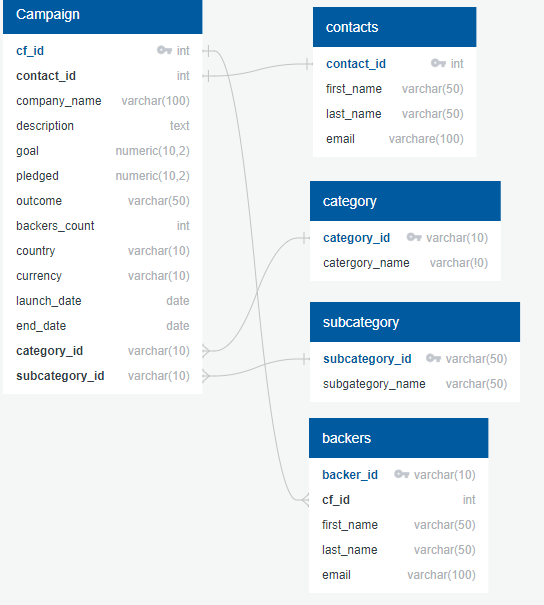 Campaign
cf_id int
contact_id int
company_name varchar(100)
description text
goal numeric(10,2)
pledged numeric(10,2)
outcome varchar(50)
backers_count int
country varchar(10)
currency varchar(10)
launch_date date
end_date date
category_id varchar(10)
subcategory_id varchar(10)
contacts
contact_id int
first_name varchar(50)
last_name varchar(50)
email varchare(100)
category
category_id varchar(10)
catergory_name varchar(!0)
subcategory
subcategory_id varchar(50)
subgategory_name varchar(50)
backers
backer_id varchar(10)
cf_id int
first_name varchar(50)
last_name varchar(50)
email varchar(100)